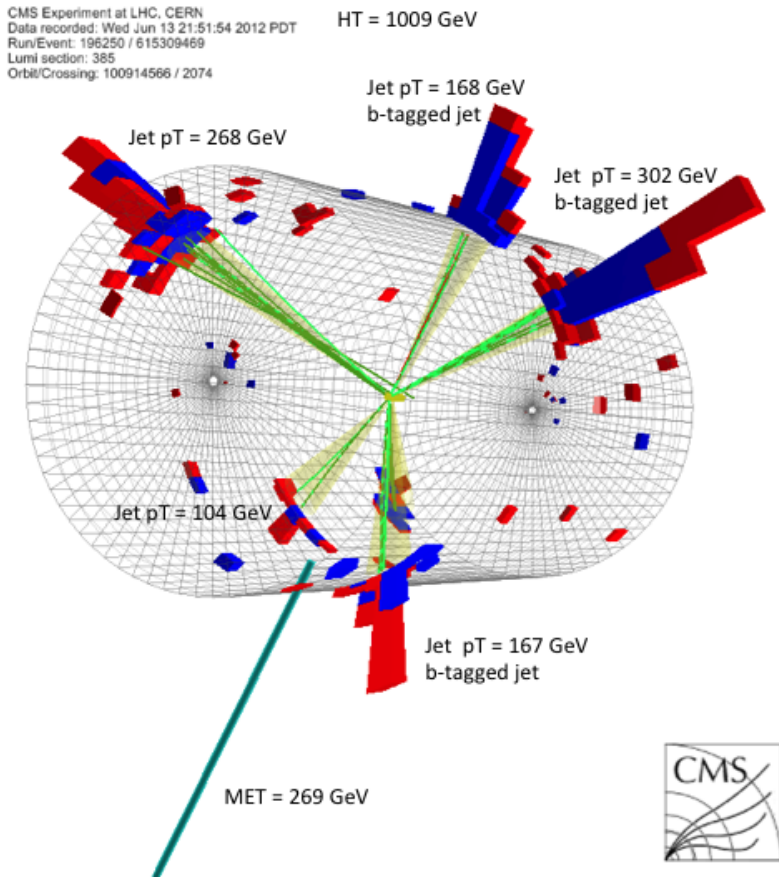 CMS Experiment at LHC, CERN
Data recorded: Wed Jun 13 21:51:54 2012 PDT
Run/Event: 196250 / 615309469
Lumi section: 385
Orbit/Crossing: 100914566 / 2074
HT = 1009 GeV
Jet pT = 168 GeV
b-tagged jet
Jet pT = 268 GeV
Jet pT = 302 GeV
b-tagged jet
Jet pT = 104 GeV
Jet pT = 167 GeV
b-tagged jet
MET = 269 GeV
CMS